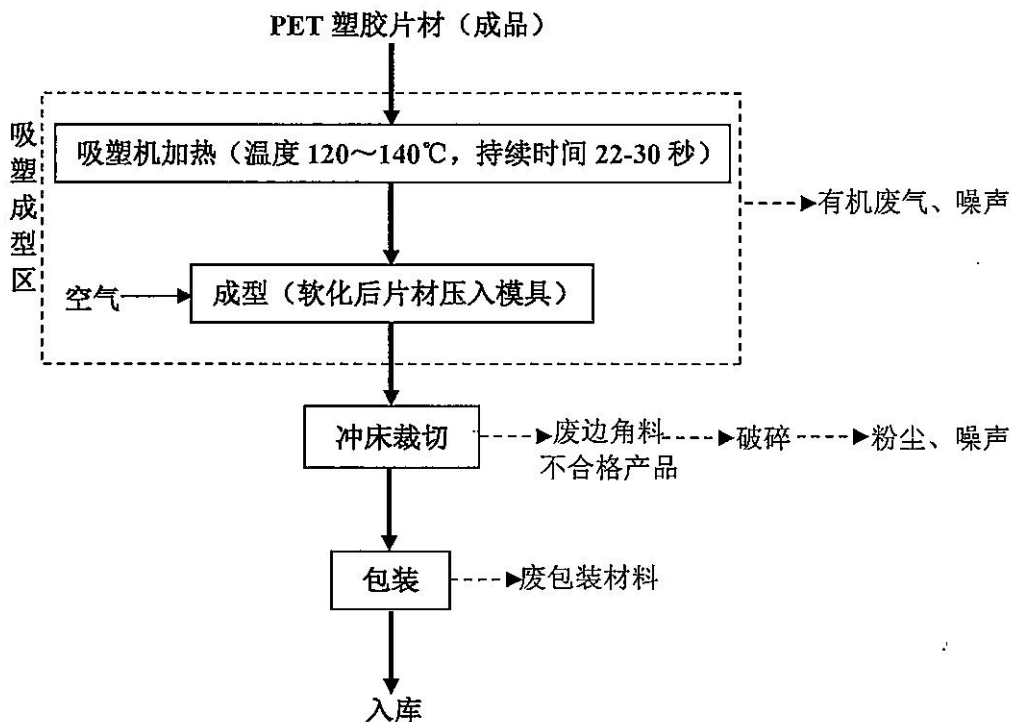 PET 塑胶片材（成品）
吸塑成型区
吸塑机加热（温度 120～140℃，持续时间 22-30 秒）
有机废气、噪声
空气
成型（软化后片材压入模具）
冲床裁切
废边角料
不合格产品
破碎
粉尘、噪声
包装
废包装材料
入库